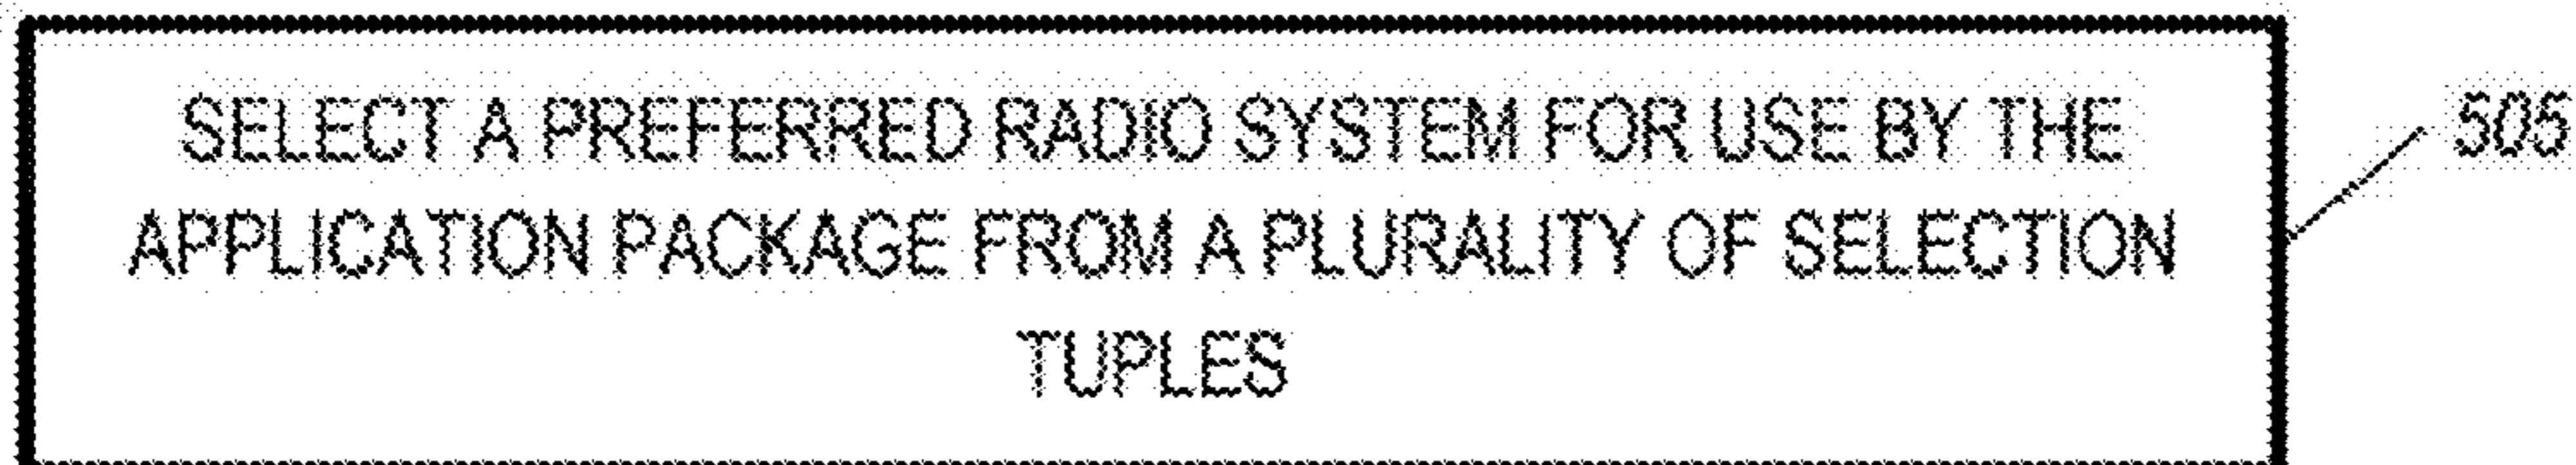 SELECT A PREFERRED RADIO SYSTEM FOR USE BY THE
APPLICATION PACKAGE FROM A PLURALITY OF SELECTION
TUPLES
505